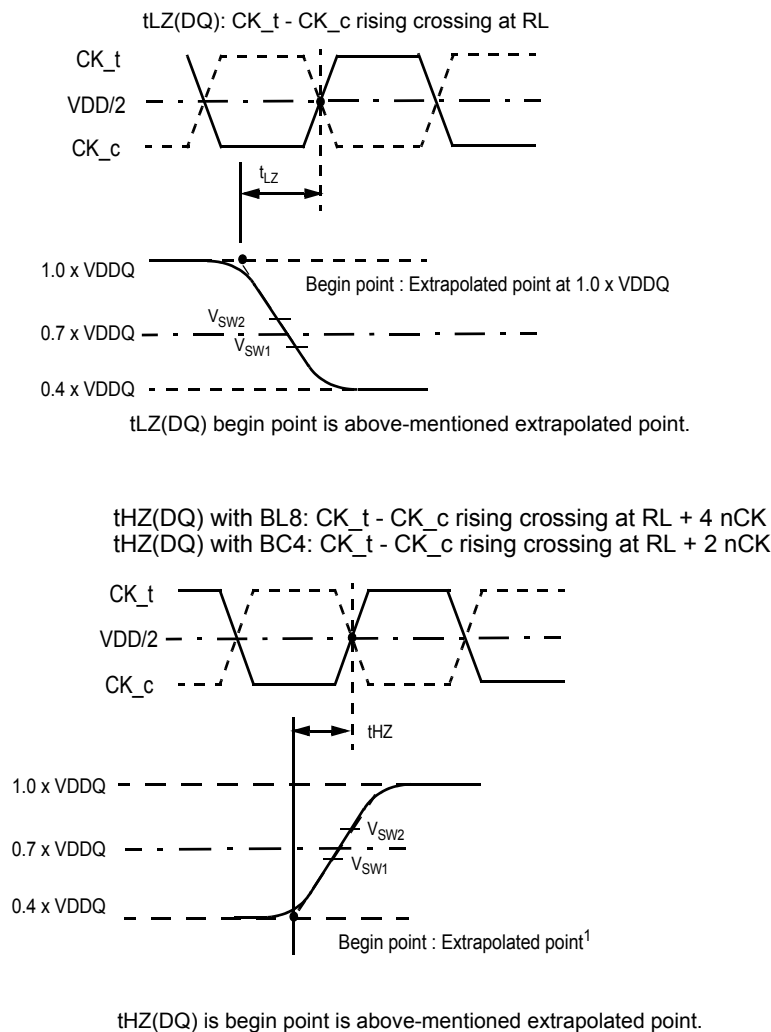 tLZ(DQ): CK_t - CK_c rising crossing at RL
CK_t
VDD/2
CK_c
tLZ
1.0 x VDDQ
Begin point : Extrapolated point at 1.0 x VDDQ
VSW2
0.7 x VDDQ
VSW1
0.4 x VDDQ
tLZ(DQ) begin point is above-mentioned extrapolated point.
tHZ(DQ) with BL8: CK_t - CK_c rising crossing at RL + 4 nCK
tHZ(DQ) with BC4: CK_t - CK_c rising crossing at RL + 2 nCK
CK_t
VDD/2
CK_c
tHZ
1.0 x VDDQ
VSW2
0.7 x VDDQ
VSW1
0.4 x VDDQ
Begin point : Extrapolated point1
tHZ(DQ) is begin point is above-mentioned extrapolated point.